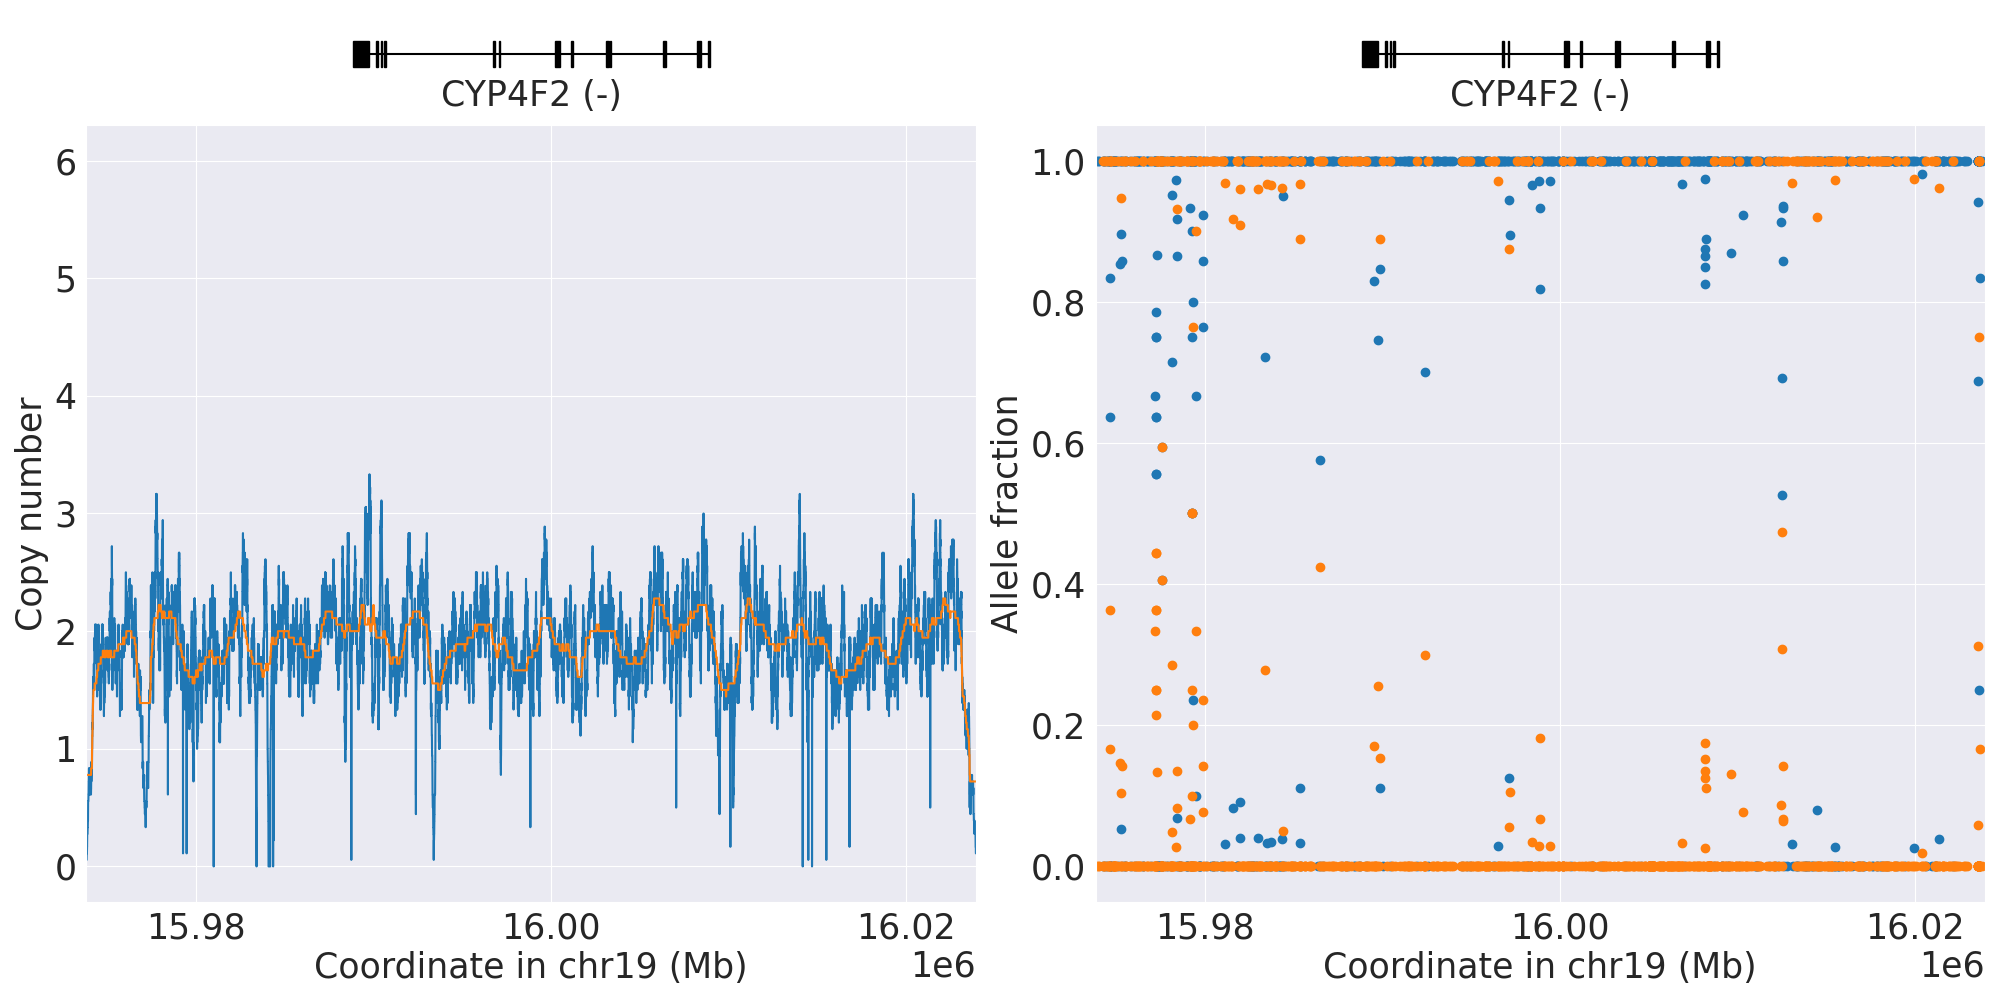 CYP4F2 (-)
6
5
4
3
2
1
0
Copy number
15.98
16.00
16.02
Coordinate in chr19 (Mb)
1e6
CYP4F2 (-)
1.0
0.8
0.6
0.4
0.2
0.0
Allele fraction
15.98
16.00
16.02
Coordinate in chr19 (Mb)
1e6